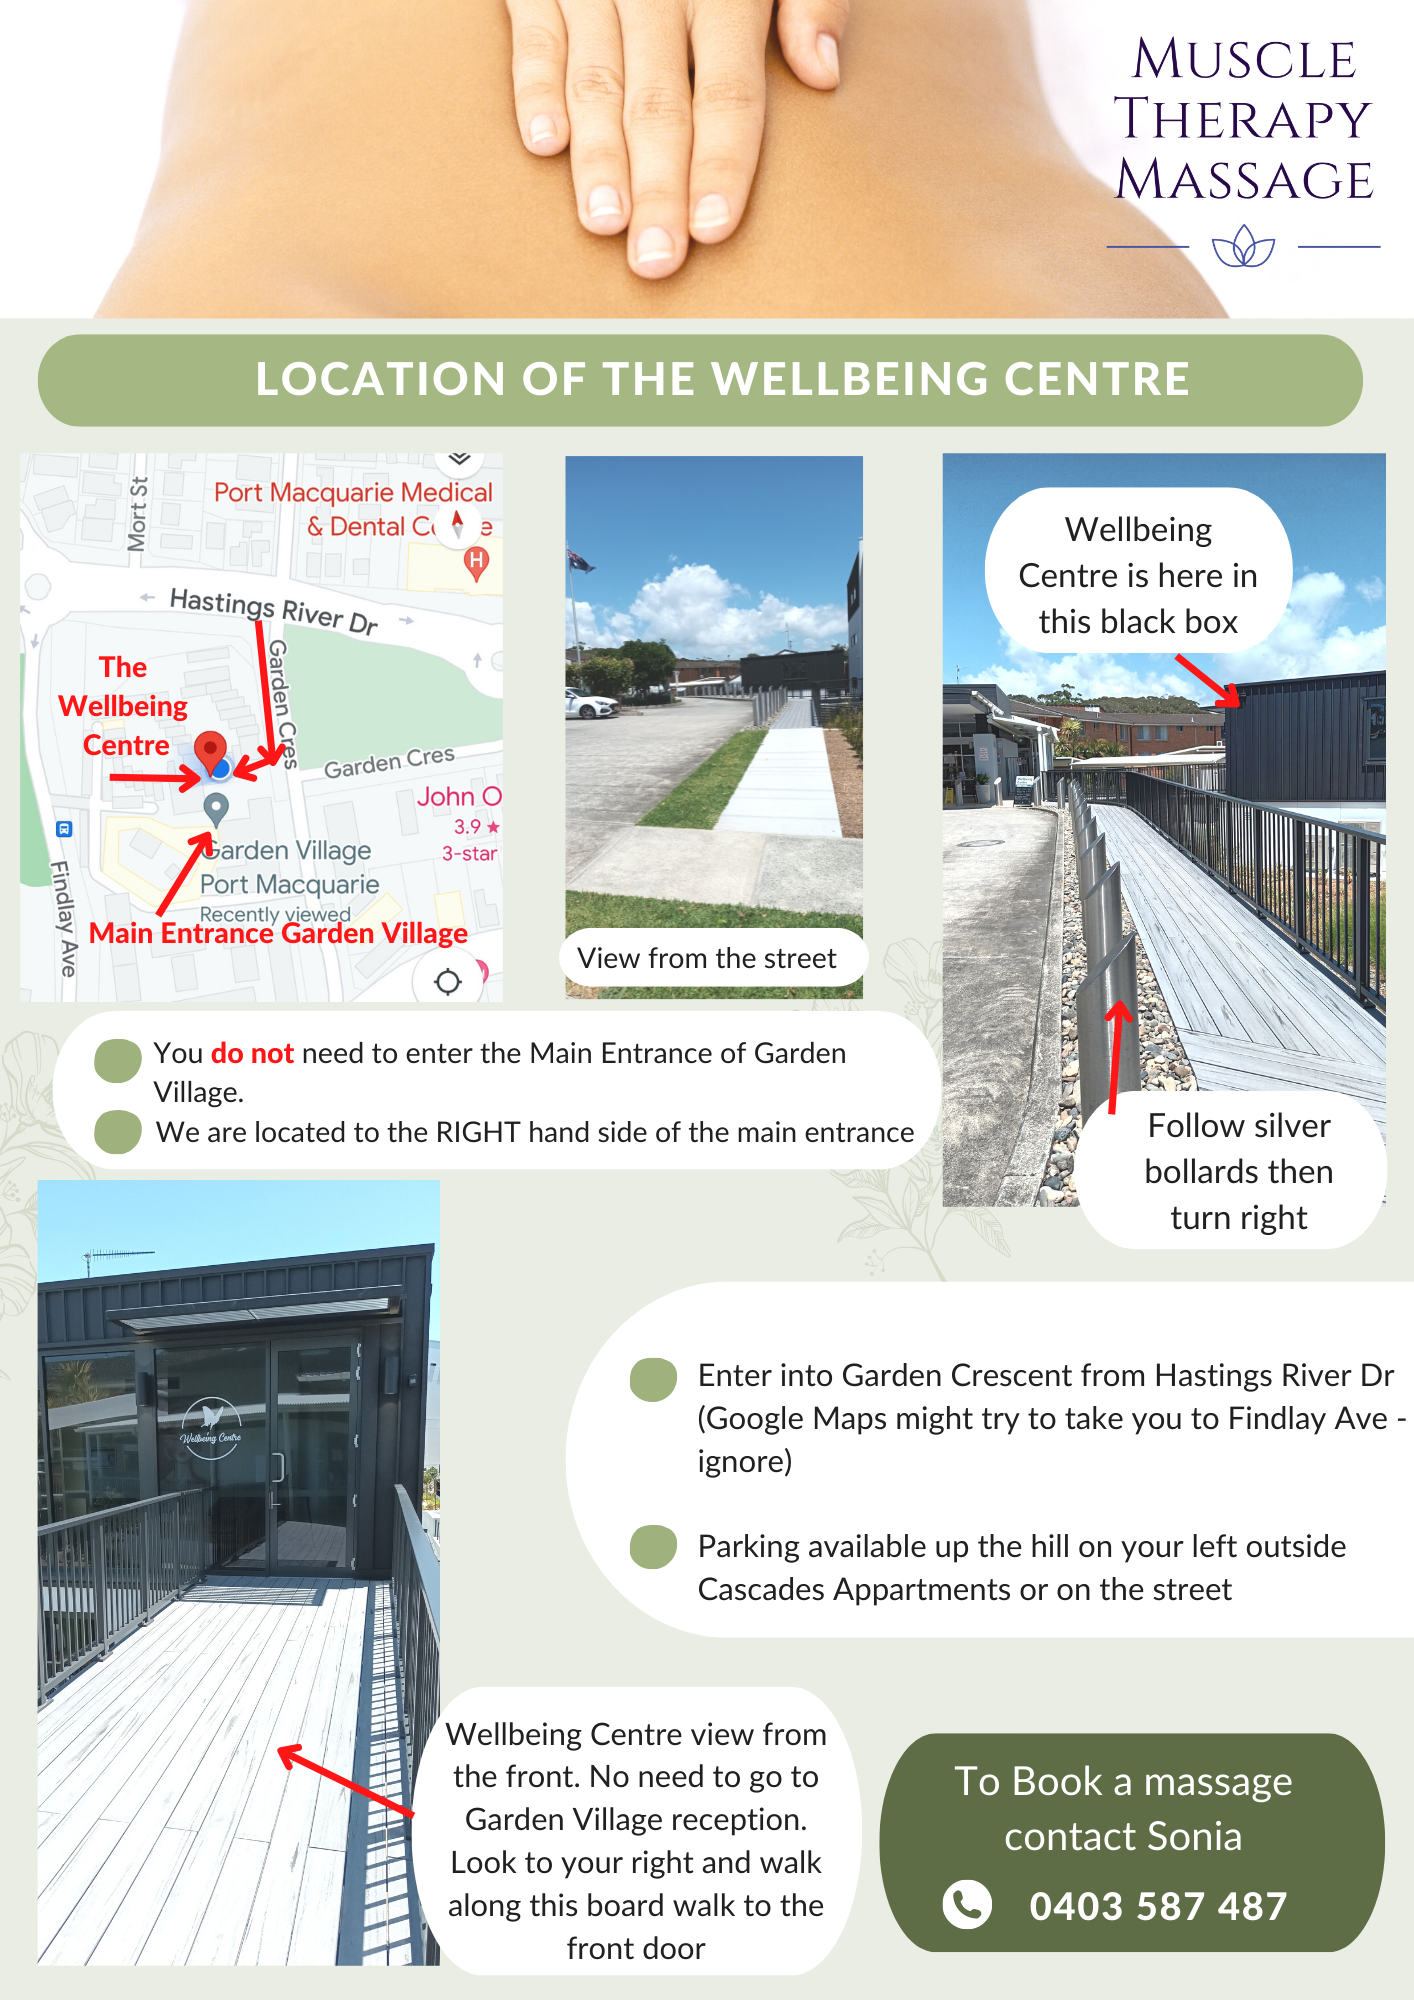 MUSCLE
THERAPY
MASSAGE
LOCATION OF THE WELLBEING CENTRE
Mort St
Port Macquarie Medical
& Dental C
e
H
Hastings River Dr
Garden Cres
The
Wellbeing
Centre
Garden Cres
John O
3.9 ★
3-star
Garden Village
Port Macquarie
Recently viewed
Findlay Ave
Main Entrance Garden Village
View from the street
Wellbeing
Centre is here in
this black box
Follow silver
bollards then
turn right
You do not need to enter the Main Entrance of Garden
Village.
We are located to the RIGHT hand side of the main entrance
Wellbeing Centre
Enter into Garden Crescent from Hastings River Dr
(Google Maps might try to take you to Findlay Ave -
ignore)
Parking available up the hill on your left outside
Cascades Appartments or on the street
Wellbeing Centre view from
the front. No need to go to
Garden Village reception.
Look to your right and walk
along this board walk to the
front door
To Book a massage
contact Sonia
0403 587 487